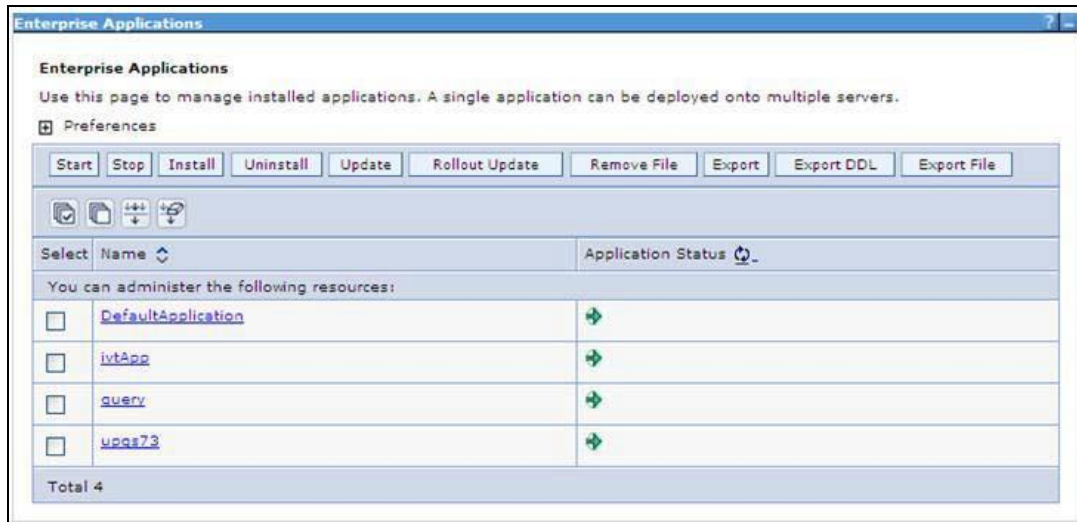 Enterprise Applications
?
Enterprise Applications
Use this page to manage installed applications. A single application can be deployed onto multiple servers.
Preferences
Start Stop Install Uninstall Update Rollout Update Remove File Export Export DDL Export File
Select Name Application Status
You can administer the following resources:
DefaultApplication
ivtApp
query
upgs73
Total 4